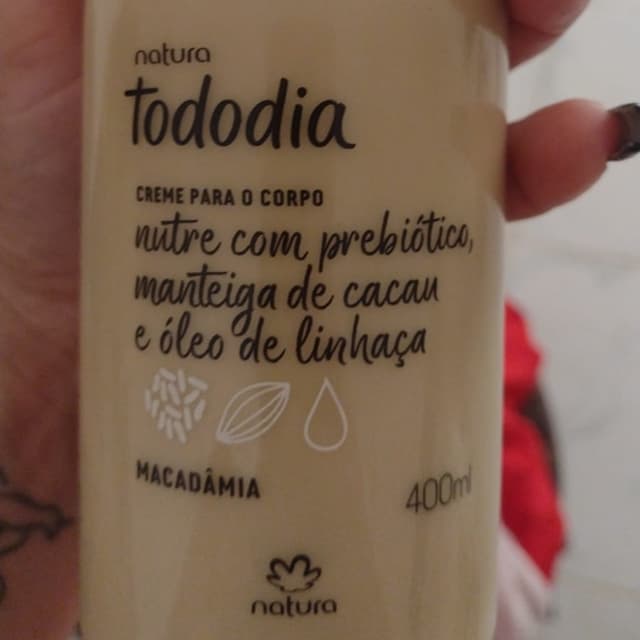 natura
tododia
CREME PARA O CORPO
nutre com prebiótico,
manteiga de cacau
e óleo de linhaça
MACADÂMIA
400ml
natura